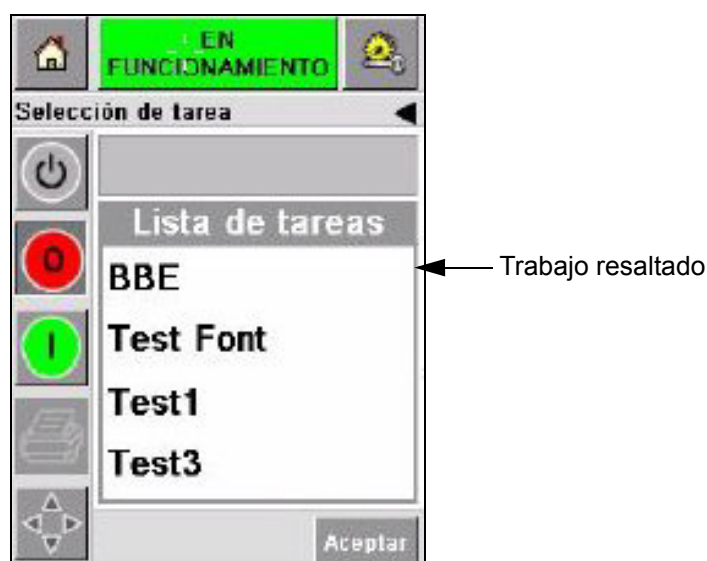 EN
FUNCIONAMIENTO
Selección de tarea
Lista de tareas
BBE
Trabajo resaltado
Test Font
Test1
Test3
Aceptar